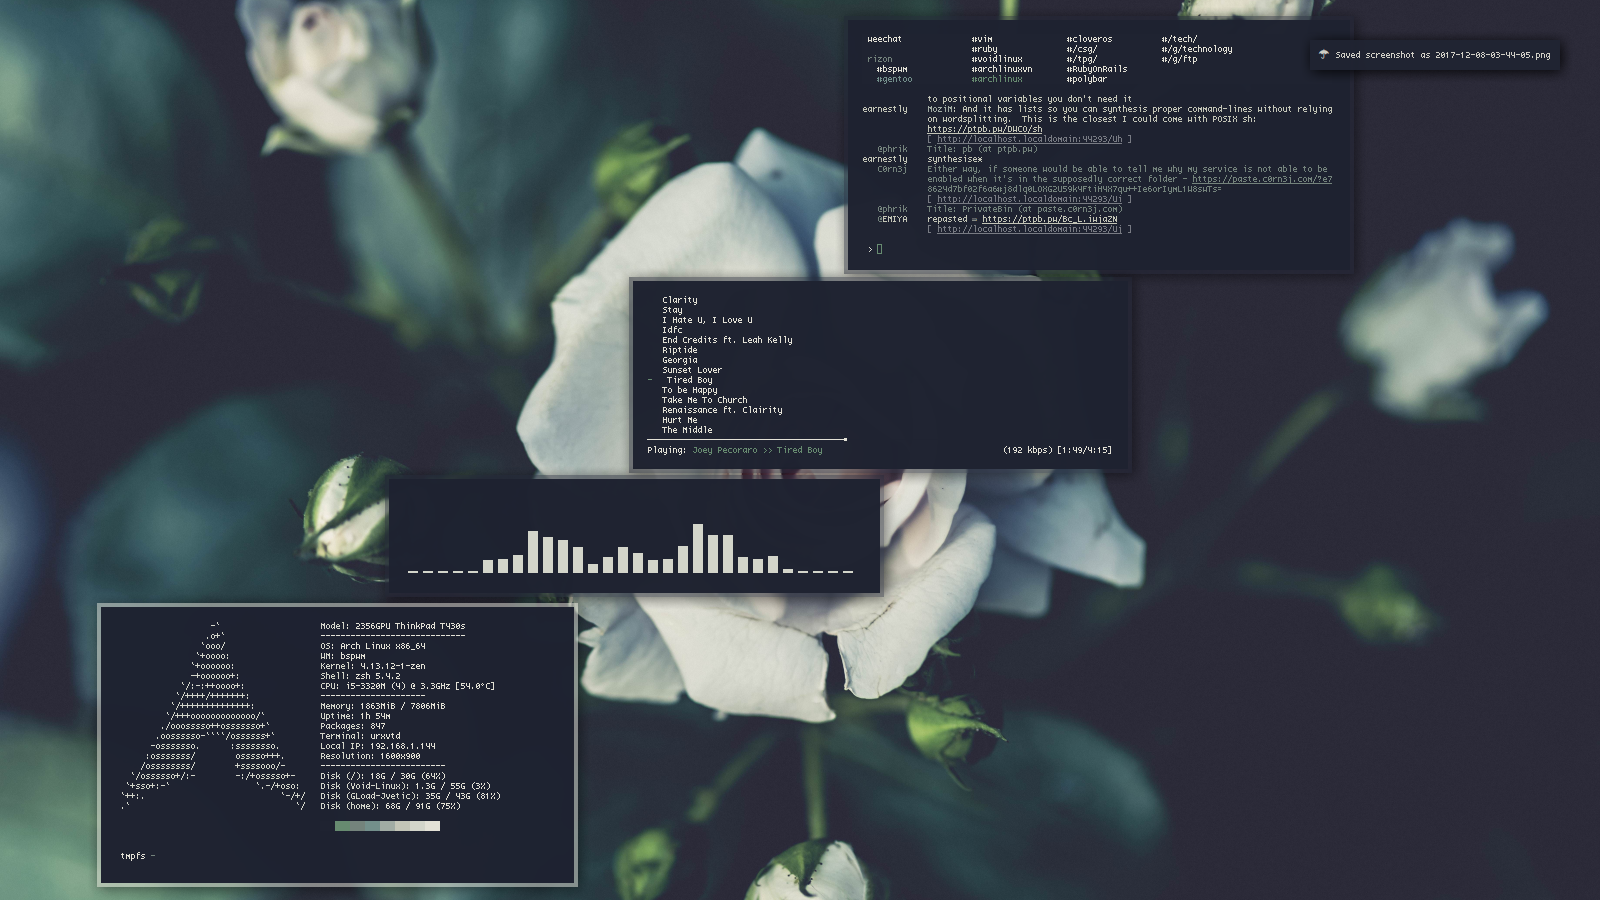 weechat #vim #cloveros #/tech/
#ruby #/csg/ #/g/technology
rizon #voidlinux #/tpg/ #/g/ftp
#bspwm #archlinuxvn #RubyOnRails
#gentoo #archlinux #polybar
Saved screenshot as 2017-12-08-03-44-05.png
to positional variables you don't need it
earnestly MoziM: And it has lists so you can synthesis proper command-lines without relying
on wordsplitting. This is the closest I could come with POSIX sh:
https://ptpb.pw/DWCO/sh
[ http://localhost.localdomain:44293/Uh ]
@phrik Title: pb (at ptpb.pw)
earnestly synthesise*
C0rn3j Either way, if someone would be able to tell me why my service is not able to be
enabled when it's in the supposedly correct folder - https://paste.c0rn3j.com/?e7
[ http://localhost.localdomain:44293/Ui ]
@phrik Title: PrivateBin (at paste.c0rn3j.com)
@EMIYA repasted = https://ptpb.pw/Bc_L.iwjaZN
[ http://localhost.localdomain:44293/Uj ]
>
Clarity
Stay
I Hate U, I Love U
Idfc
End Credits ft. Leah Kelly
Riptide
Georgia
Sunset Lover
- Tired Boy
To be Happy
Take Me To Church
Renaissance ft. Clairity
Hurt Me
The Middle
Playing: Joey Pecoraro >> Tired Boy (192 kbps) [1:49/4:15]
Model: 2356GPU ThinkPad T430s
-----------------------------
OS: Arch Linux x86_64
WM: bspwm
Kernel: 4.13.12-1-zen
Shell: zsh 5.4.2
CPU: i5-3320M (4) @ 3.3GHz [54.0°C]
---------------------
Memory: 1863MiB / 7806MiB
Uptime: 1h 54m
Packages: 847
Terminal: urxvtd
Local IP: 192.168.1.144
Resolution: 1600x900
-------------------------
Disk (/): 18G / 30G (64%)
Disk (Void-Linux): 1.3G / 55G (3%)
Disk (GLoad-Jvetic): 35G / 43G (81%)
Disk (home): 68G / 91G (75%)
tmpfs -